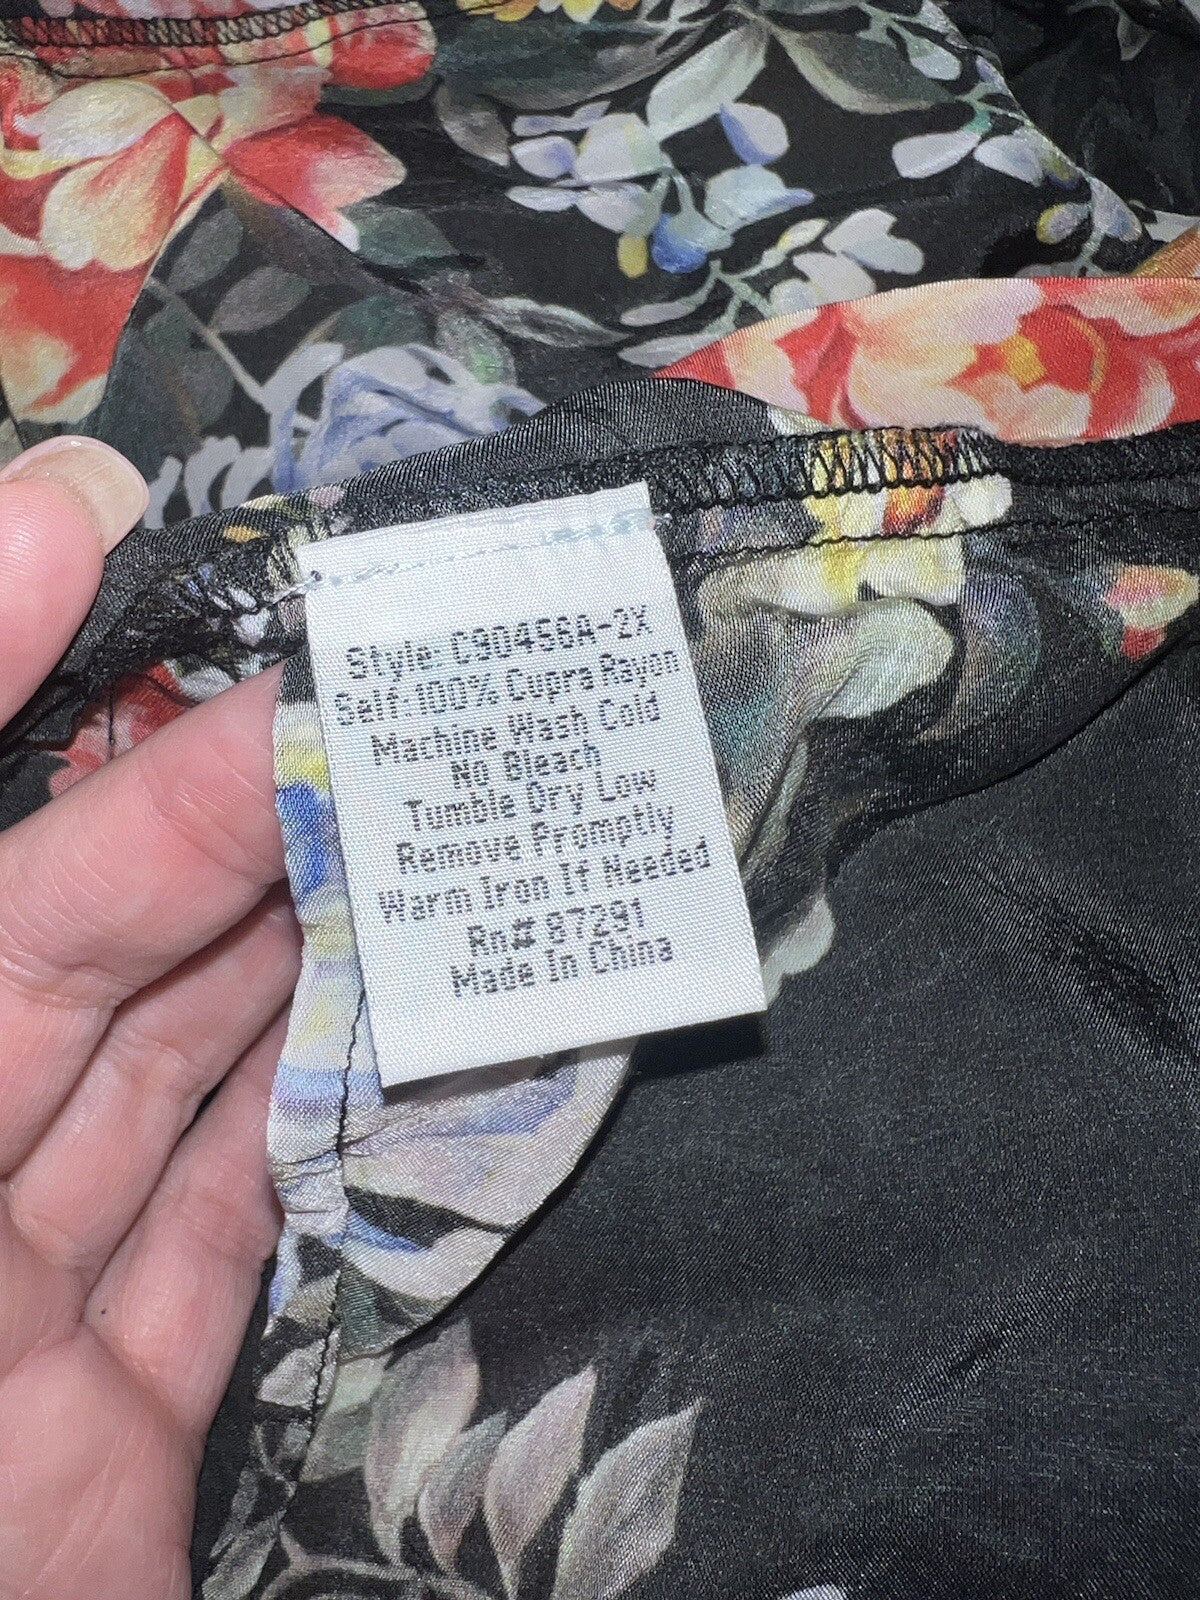 Style: C90456A-2X
Self:100% Cupra Rayon
Machine Wash Cold
No Bleach
Tumble Dry Low
Remove Promptly
Warm Iron If Needed
Rn# 87291
Made In China